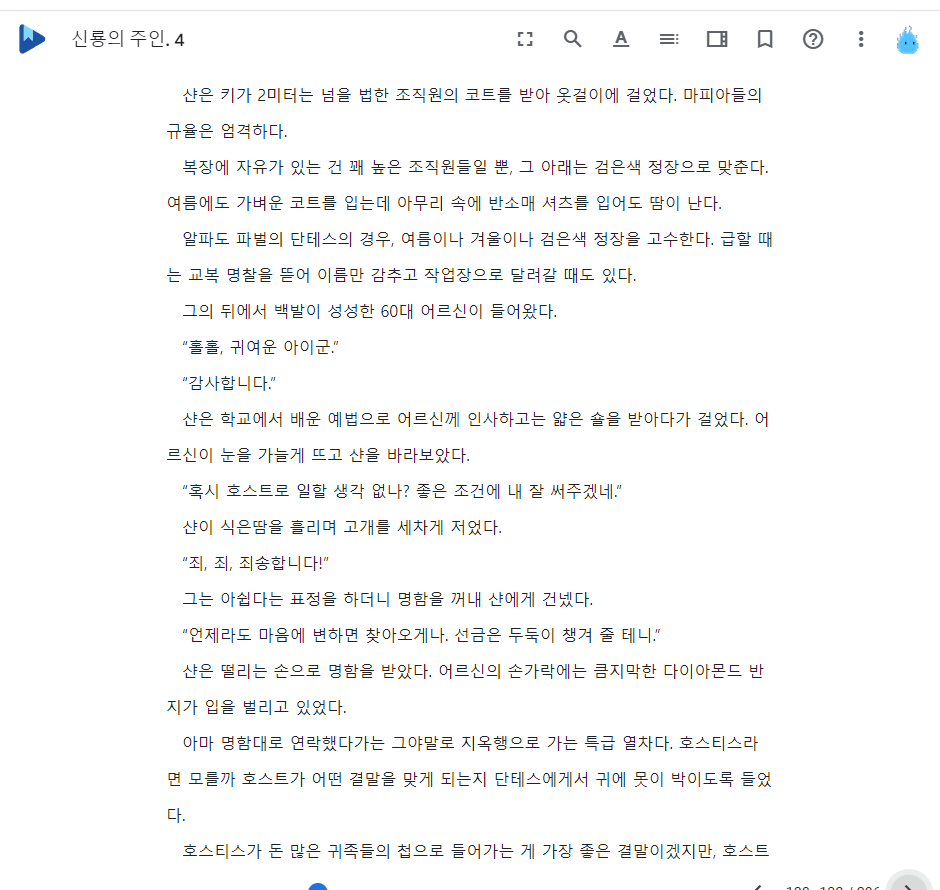 신룡의 주인. 4
샨은 키가 2미터는 넘을 법한 조직원의 코트를 받아 옷걸이에 걸었다. 마피아들의
규율은 엄격하다.
복장에 자유가 있는 건 꽤 높은 조직원들일 뿐, 그 아래는 검은색 정장으로 맞춘다.
여름에도 가벼운 코트를 입는데 아무리 속에 반소매 셔츠를 입어도 땀이 난다.
알파도 파벌의 단테스의 경우, 여름이나 겨울이나 검은색 정장을 고수한다. 급할 때
는 교복 명찰을 뜯어 이름만 감추고 작업장으로 달려갈 때도 있다.
그의 뒤에서 백발이 성성한 60대 어르신이 들어왔다.
“홀홀, 귀여운 아이군.”
“감사합니다.”
샨은 학교에서 배운 예법으로 어르신께 인사하고는 얇은 숄을 받아다가 걸었다. 어
르신이 눈을 가늘게 뜨고 샨을 바라보았다.
“혹시 호스트로 일할 생각 없나? 좋은 조건에 내 잘 써주겠네.”
샨이 식은땀을 흘리며 고개를 세차게 저었다.
“죄, 죄, 죄송합니다!”
그는 아쉽다는 표정을 하더니 명함을 꺼내 샨에게 건넸다.
“언제라도 마음에 변하면 찾아오게나. 선금은 두둑이 챙겨 줄 테니.”
샨은 떨리는 손으로 명함을 받았다. 어르신의 손가락에는 큼지막한 다이아몬드 반
지가 입을 벌리고 있었다.
아마 명함대로 연락했다가는 그야말로 지옥행으로 가는 특급 열차다. 호스티스라
면 모를까 호스트가 어떤 결말을 맞게 되는지 단테스에게서 귀에 못이 박이도록 들었
다.
호스티스가 돈 많은 귀족들의 첩으로 들어가는 게 가장 좋은 결말이겠지만, 호스트